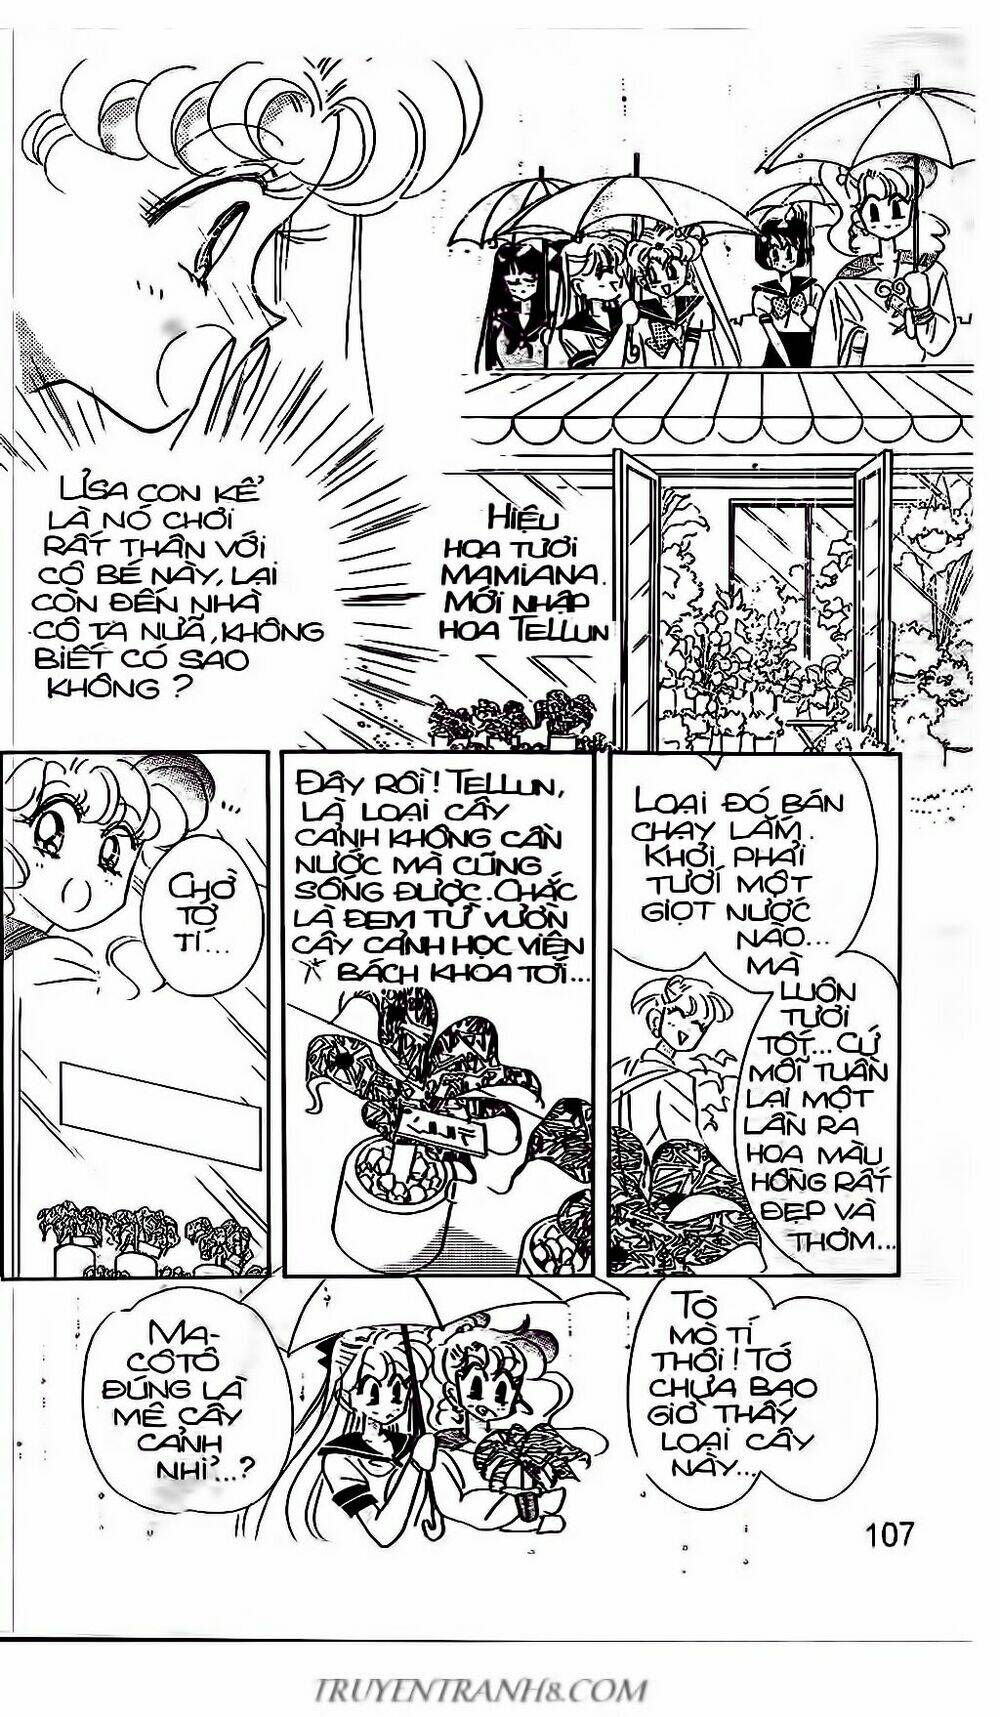 LISA CON KỂ
LÀ NÓ CHƠI
RẤT THÂN VỚI
CÔ BÉ NÀY, LẠI
CÒN ĐẾN NHÀ
CÔ TA NỮA, KHÔNG
BIẾT CÓ SAO
KHÔNG?
HIỆU
HOA TƯƠI
MAMIANA.
MỚI NHẬP
HOA TELLUN
CHỜ
TỚ
TÍ...
ĐÂY RỒI! TELLUN,
LÀ LOẠI CÂY
CẢNH KHÔNG CẦN
NƯỚC MÀ CŨNG
SỐNG ĐƯỢC. CHẮC
LÀ ĐEM TỪ VƯỜN
CÂY CẢNH HỌC VIỆN
BÁCH KHOA TỚI...
テルルン
LOẠI ĐÓ BÁN
CHẠY LẮM.
KHỎI PHẢI
TƯỚI MỘT
GIỌT NƯỚC
NÀO...
MÀ
LUÔN
TƯƠI
TỐT... CỨ
MỖI TUẦN
LẠI MỘT
LẦN RA
HOA MÀU
HỒNG RẤT
ĐẸP VÀ
THƠM...
MA-
CÔTÔ
ĐÚNG LÀ
MÊ CÂY
CẢNH
NHỈ...?
TÒ
MÒ TÍ
THÔI! TỚ
CHƯA BAO
GIỜ THẤY
LOẠI CÂY
NÀY...
107
TRUYENTRANH8.COM